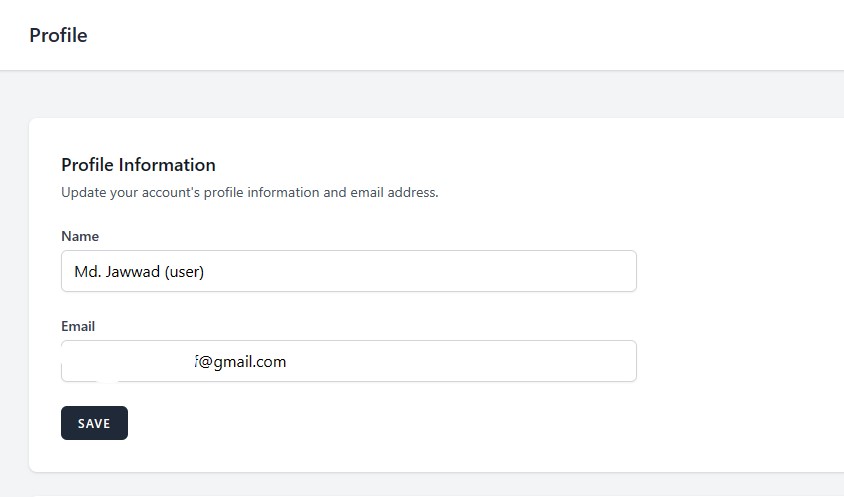 Profile
Profile Information
Update your account's profile information and email address.
Name
Md. Jawwad (user)
Email
f@gmail.com
SAVE